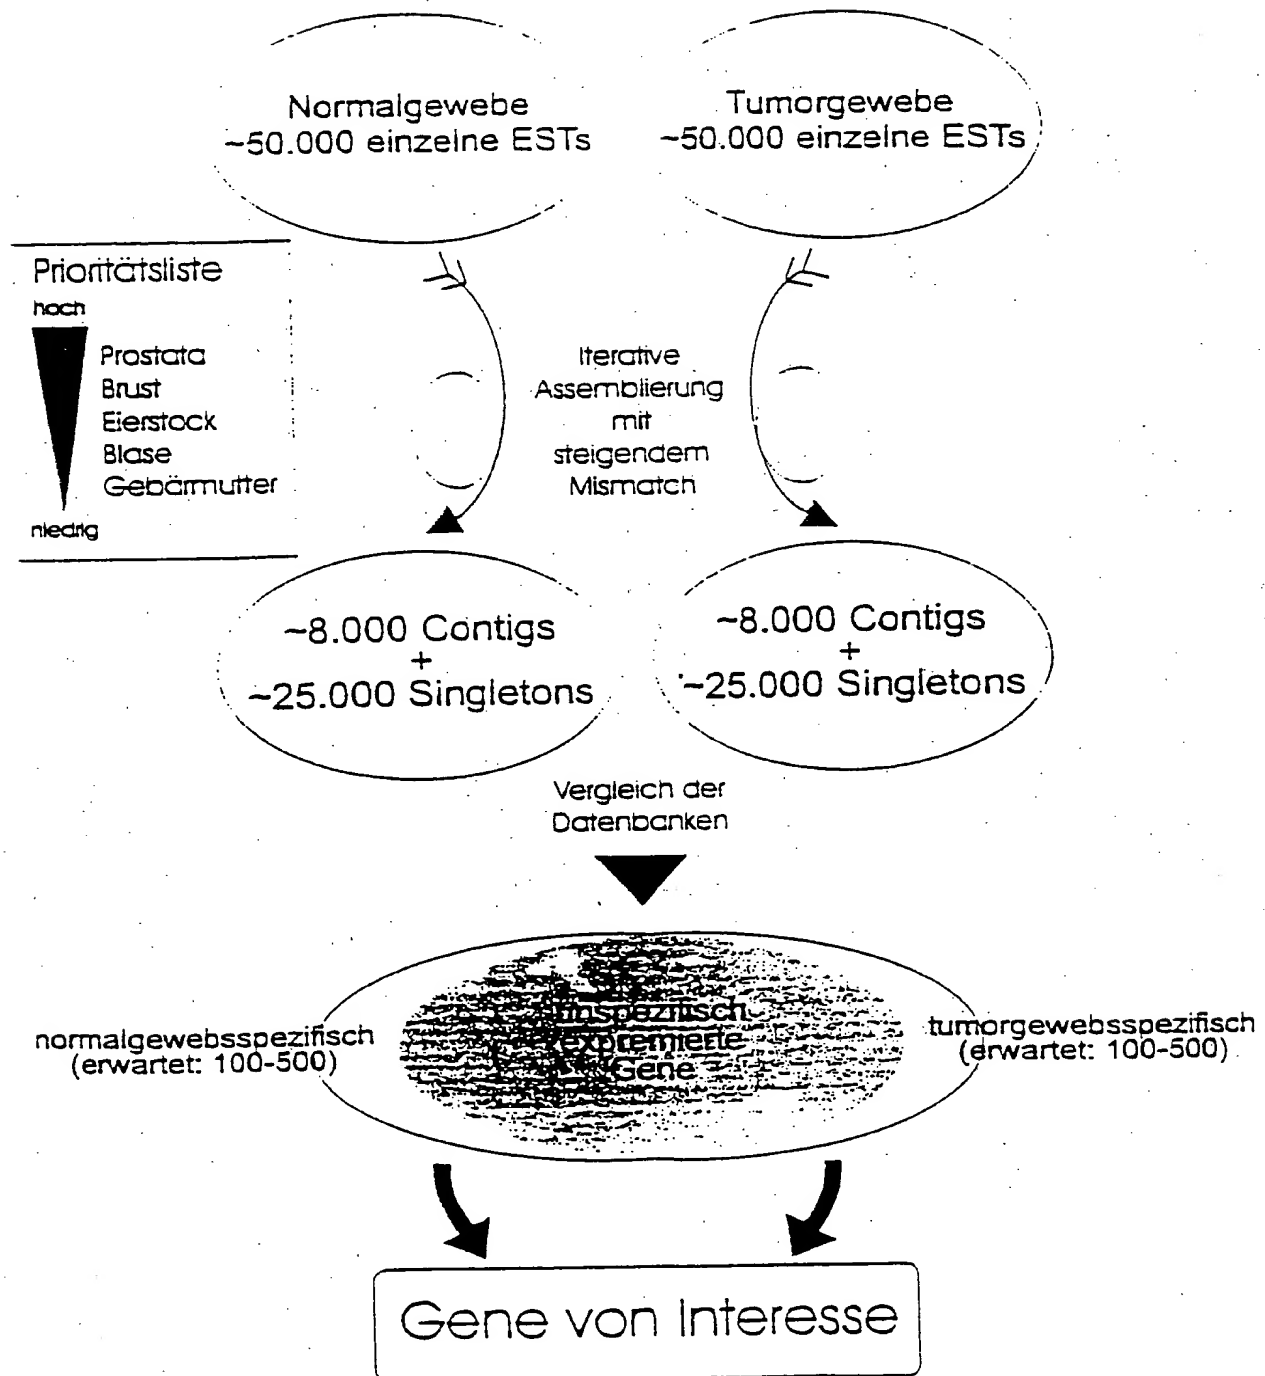 Normalgewebe
~50.000 einzelne ESTs
Tumorgewebe
~50.000 einzelne ESTs
Prioritätsliste
hoch
Prostata
Brust
Eierstock
Blase
Gebärmutter
niedrig
Iterative
Assemblierung
mit
steigendem
Mismatch
~8.000 Contigs
+
~25.000 Singletons
~8.000 Contigs
+
~25.000 Singletons
Vergleich der
Datenbanken
normalgewebsspezifisch
(erwartet: 100-500)
unspezifisch
expremierte
Gene
tumorgewebsspezifisch
(erwartet: 100-500)
Gene von Interesse